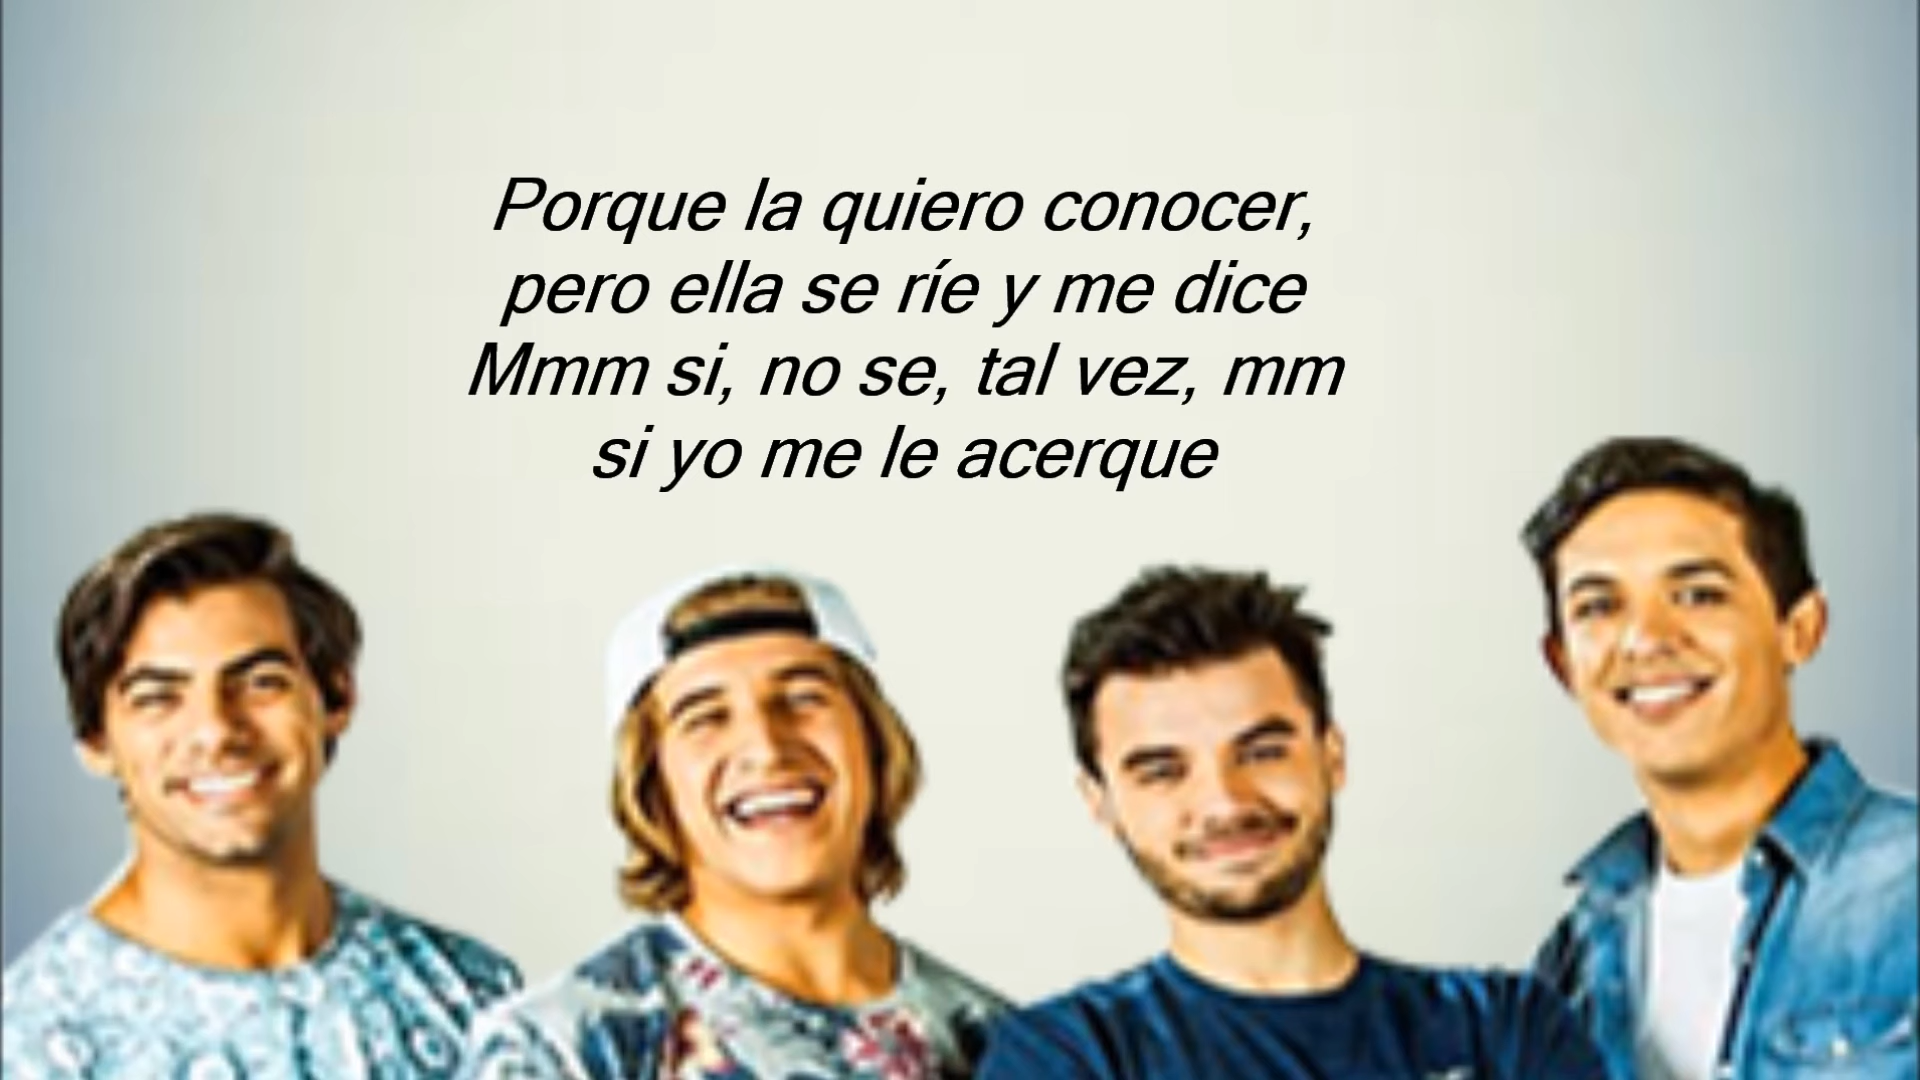 Porque la quiero conocer,
pero ella se ríe y me dice
Mmm si, no se, tal vez, mm
si yo me le acerque